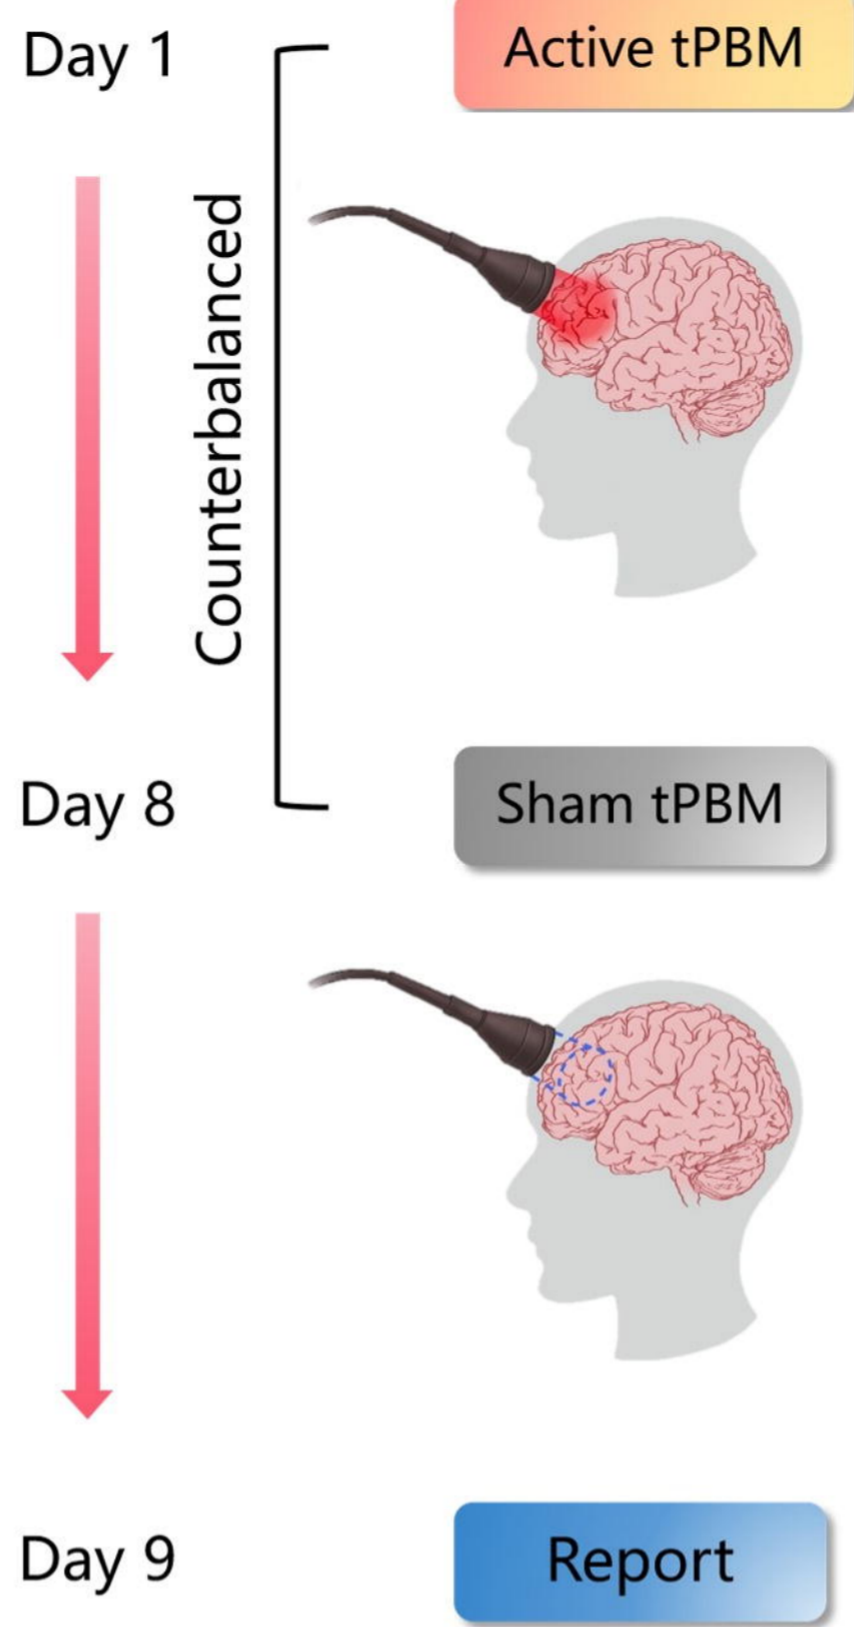 Day 1
Active tPBM
Counterbalanced
Day 8
Sham tPBM
Day 9
Report